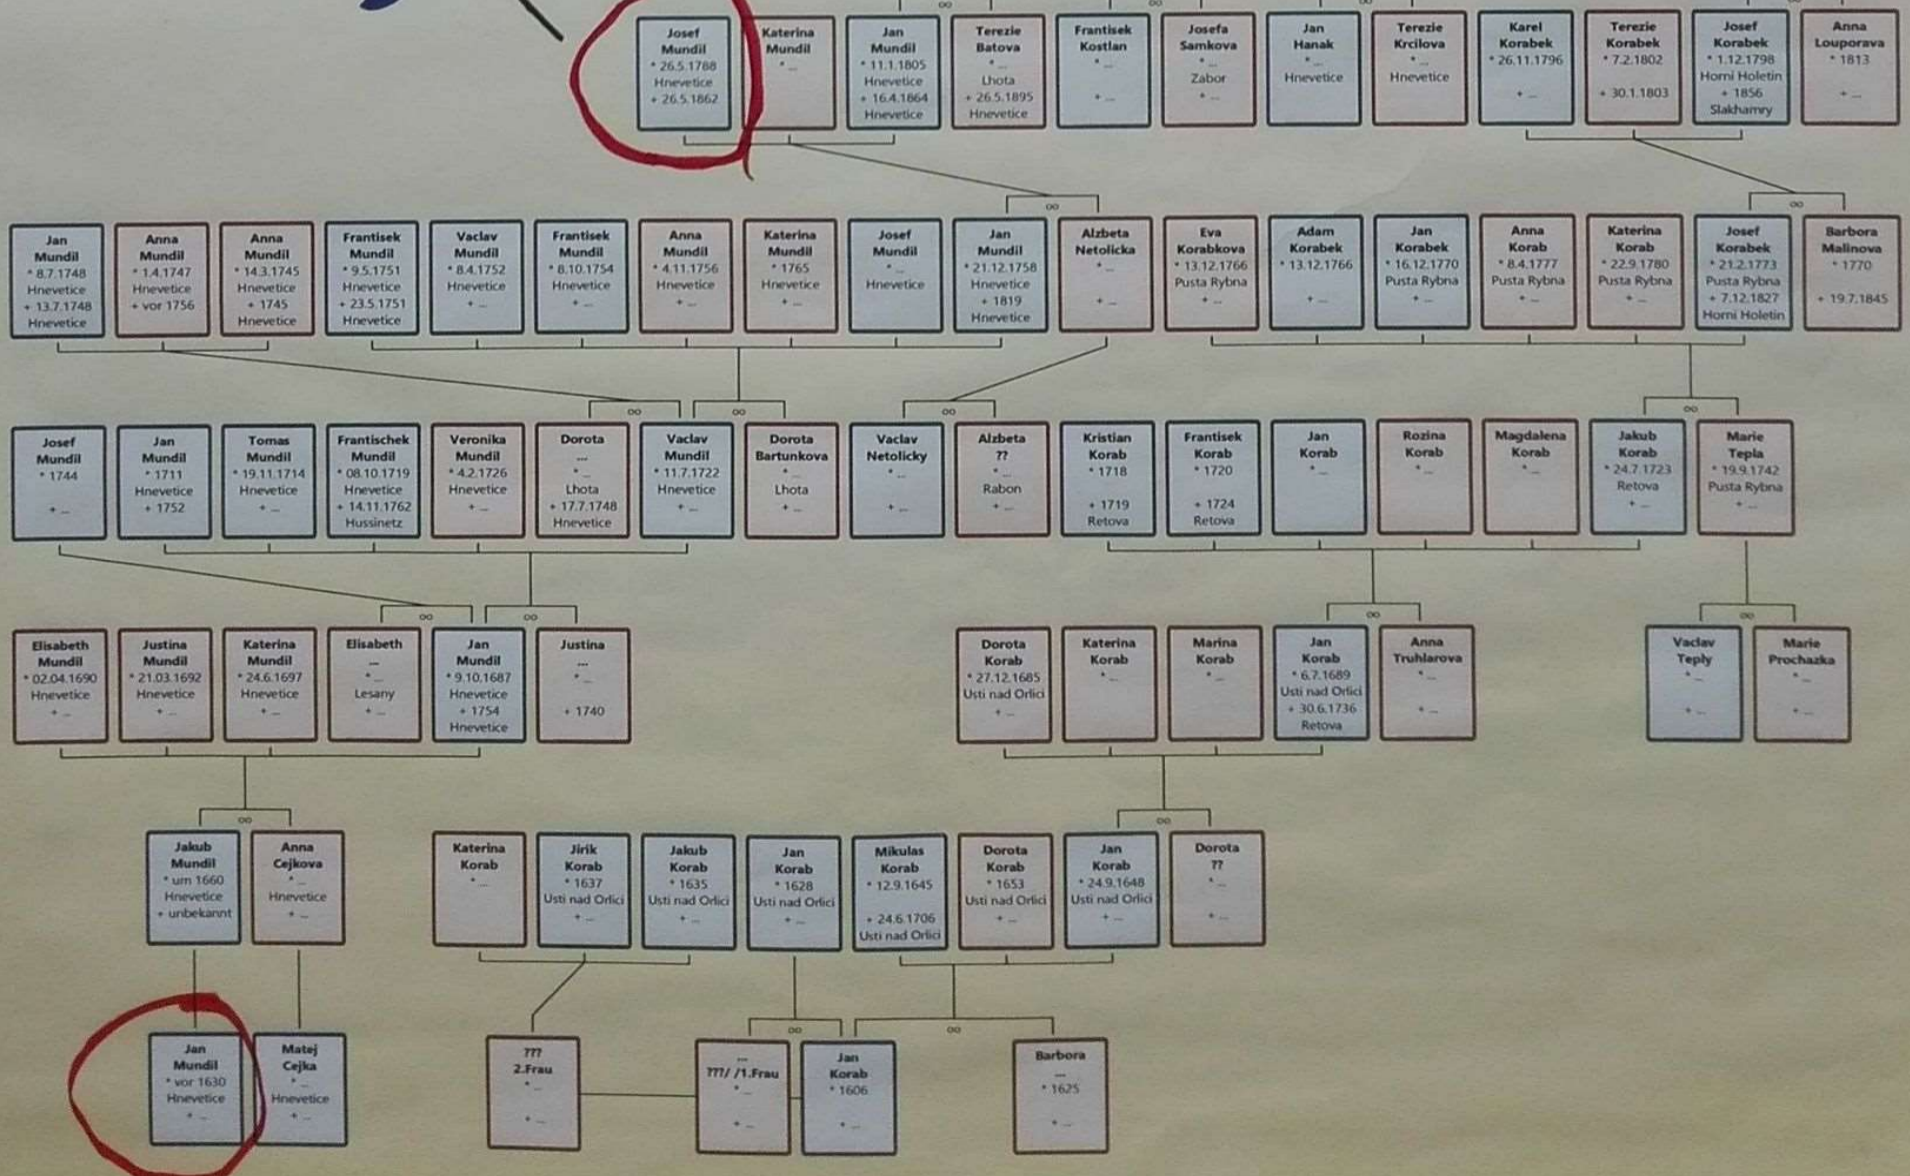 ∞
∞
∞
Josef
Mundil
* 26.5.1788
Hnevetice
+ 26.5.1862
Katerina
Mundil
* ...
Jan
Mundil
* 11.1.1805
Hnevetice
+ 16.4.1864
Hnevetice
Terezie
Batova
* ...
Lhota
+ 26.5.1895
Hnevetice
Frantisek
Kostlan
* ...
+ ...
Josefa
Samkova
* ...
Zabor
+ ...
Jan
Hanak
* ...
Hnevetice
Terezie
Krcilova
* ...
Hnevetice
Karel
Korabek
* 26.11.1796
+ ...
Terezie
Korabek
* 7.2.1802
+ 30.1.1803
Josef
Korabek
* 1.12.1798
Horni Holetin
+ 1856
Slakhamry
Anna
Louporava
* 1813
+ ...
∞
∞
Jan
Mundil
* 8.7.1748
Hnevetice
+ 13.7.1748
Hnevetice
Anna
Mundil
* 1.4.1747
Hnevetice
+ vor 1756
Anna
Mundil
* 14.3.1745
Hnevetice
+ 1745
Hnevetice
Frantisek
Mundil
* 9.5.1751
Hnevetice
+ 23.5.1751
Hnevetice
Vaclav
Mundil
* 8.4.1752
Hnevetice
+ ...
Frantisek
Mundil
* 8.10.1754
Hnevetice
+ ...
Anna
Mundil
* 4.11.1756
Hnevetice
+ ...
Katerina
Mundil
* 1765
Hnevetice
+ ...
Josef
Mundil
* ...
Hnevetice
Jan
Mundil
* 21.12.1758
Hnevetice
+ 1819
Hnevetice
Alzbeta
Netolicka
* ...
+ ...
Eva
Korabkova
* 13.12.1766
Pusta Rybna
+ ...
Adam
Korabek
* 13.12.1766
+ ...
Jan
Korabek
* 16.12.1770
Pusta Rybna
+ ...
Anna
Korab
* 8.4.1777
Pusta Rybna
+ ...
Katerina
Korab
* 22.9.1780
Pusta Rybna
+ ...
Josef
Korabek
* 21.2.1773
Pusta Rybna
+ 7.12.1827
Horni Holetin
Barbora
Malinova
* 1770
+ 19.7.1845
∞
∞
∞
∞
Josef
Mundil
* 1744
+ ...
Jan
Mundil
* 1711
Hnevetice
+ 1752
Tomas
Mundil
* 19.11.1714
Hnevetice
+ ...
Frantischek
Mundil
* 08.10.1719
Hnevetice
+ 14.11.1762
Hussinetz
Veronika
Mundil
* 4.2.1726
Hnevetice
+ ...
Dorota
...
* ...
Lhota
+ 17.7.1748
Hnevetice
Vaclav
Mundil
* 11.7.1722
Hnevetice
+ ...
Dorota
Bartunkova
* ...
Lhota
+ ...
Vaclav
Netolicky
* ...
+ ...
Alzbeta
??
* ...
Rabon
+ ...
Kristian
Korab
* 1718
+ 1719
Retova
Frantisek
Korab
* 1720
+ 1724
Retova
Jan
Korab
* ...
Rozina
Korab
* ...
Magdalena
Korab
* ...
Jakub
Korab
* 24.7.1723
Retova
+ ...
Marie
Tepla
* 19.9.1742
Pusta Rybna
+ ...
∞
∞
∞
∞
Elisabeth
Mundil
* 02.04.1690
Hnevetice
+ ...
Justina
Mundil
* 21.03.1692
Hnevetice
+ ...
Katerina
Mundil
* 24.6.1697
Hnevetice
+ ...
Elisabeth
...
* ...
Lesany
+ ...
Jan
Mundil
* 9.10.1687
Hnevetice
+ 1754
Hnevetice
Justina
...
* ...
+ 1740
Dorota
Korab
* 27.12.1685
Usti nad Orlici
+ ...
Katerina
Korab
* ...
Marina
Korab
* ...
Jan
Korab
* 6.7.1689
Usti nad Orlici
+ 30.6.1736
Retova
Anna
Truhlarova
* ...
+ ...
Vaclav
Teply
* ...
+ ...
Marie
Prochazka
* ...
+ ...
∞
∞
Jakub
Mundil
* um 1660
Hnevetice
+ unbekannt
Anna
Cejkova
* ...
Hnevetice
+ ...
Katerina
Korab
* ...
Jirik
Korab
* 1637
Usti nad Orlici
+ ...
Jakub
Korab
* 1635
Usti nad Orlici
+ ...
Jan
Korab
* 1628
Usti nad Orlici
+ ...
Mikulas
Korab
* 12.9.1645
+ 24.6.1706
Usti nad Orlici
Dorota
Korab
* 1653
Usti nad Orlici
+ ...
Jan
Korab
* 24.9.1648
Usti nad Orlici
+ ...
Dorota
??
* ...
+ ...
∞
∞
Jan
Mundil
* vor 1630
Hnevetice
+ ...
Matej
Cejka
* ...
Hnevetice
+ ...
???
2.Frau
* ...
+ ...
...
???/ /1.Frau
* ...
+ ...
Jan
Korab
* 1606
+ ...
Barbora
...
* 1625
+ ...